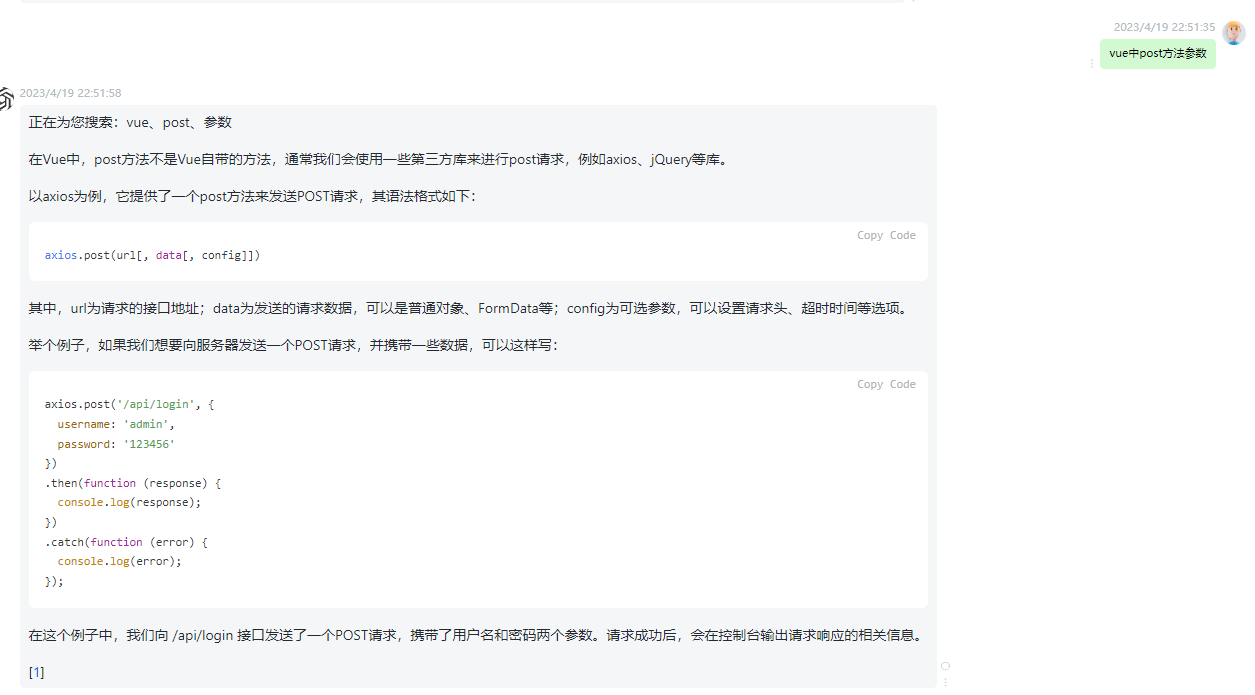 2023/4/19 22:51:35
vue中post方法参数
2023/4/19 22:51:58
正在为您搜索：vue、post、参数
在Vue中，post方法不是Vue自带的方法，通常我们会使用一些第三方库来进行post请求，例如axios、jQuery等库。
以axios为例，它提供了一个post方法来发送POST请求，其语法格式如下：
Copy Code
axios.post(url[, data[, config]])
其中，url为请求的接口地址；data为发送的请求数据，可以是普通对象、FormData等；config为可选参数，可以设置请求头、超时时间等选项。
举个例子，如果我们想要向服务器发送一个POST请求，并携带一些数据，可以这样写：
Copy Code
axios.post('/api/login', {
  username: 'admin',
  password: '123456'
})
.then(function (response) {
  console.log(response);
})
.catch(function (error) {
  console.log(error);
});
在这个例子中，我们向 /api/login 接口发送了一个POST请求，携带了用户名和密码两个参数。请求成功后，会在控制台输出请求响应的相关信息。
[1]